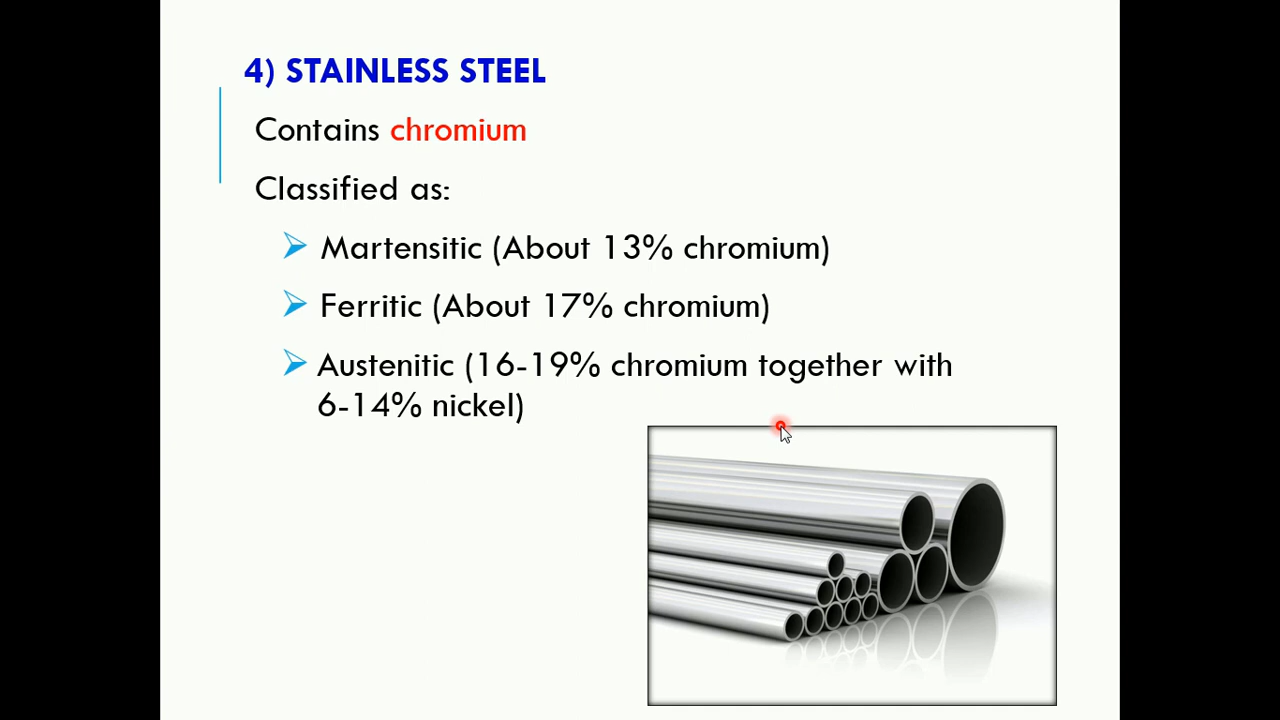 4) STAINLESS STEEL
Contains chromium
Classified as:
Martensitic (About 13% chromium)
Ferritic (About 17% chromium)
Austenitic (16-19% chromium together with
6-14% nickel)